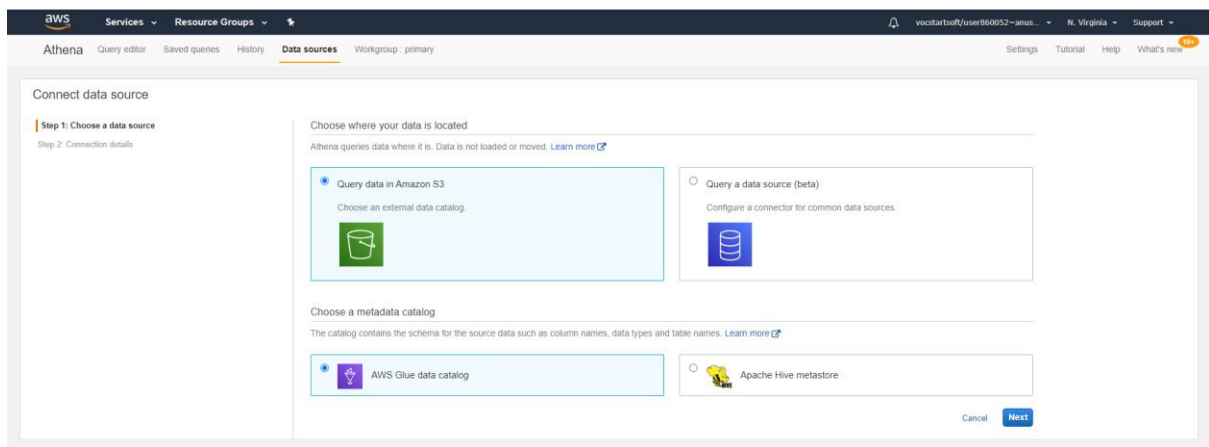 aws Services Resource Groups vocstartsoft/user860052=anus... N. Virginia Support
Athena Query editor Saved queries History Data sources Workgroup : primary Settings Tutorial Help What's new 10+
Connect data source
Step 1: Choose a data source
Step 2: Connection details
Choose where your data is located
Athena queries data where it is. Data is not loaded or moved. Learn more
Query data in Amazon S3
Choose an external data catalog.
Query a data source (beta)
Configure a connector for common data sources.
Choose a metadata catalog
The catalog contains the schema for the source data such as column names, data types and table names. Learn more
AWS Glue data catalog
HIVE
Apache Hive metastore
Cancel Next